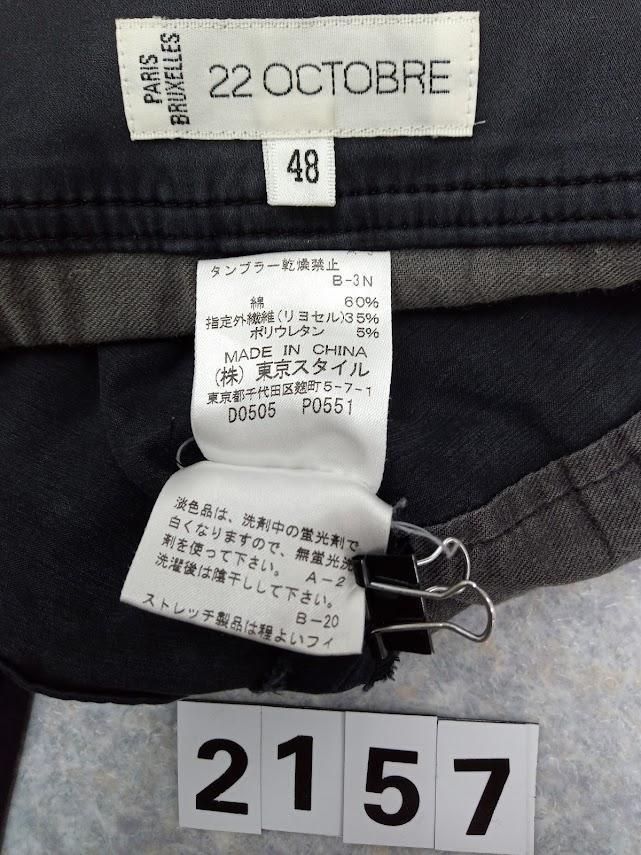 PARIS
BRUXELLES
22 OCTOBRE
48
タンブラー乾燥禁止
B-3N
綿 60%
指定外繊維(リヨセル)35%
ポリウレタン 5%
MADE IN CHINA
(株) 東京スタイル
東京都千代田区麹町5-7-1
D0505 P0551
淡色品は、洗剤中の蛍光剤で
白くなりますので、無蛍光洗
剤を使って下さい。 A-2
洗濯後は陰干しして下さい。
B-20
ストレッチ製品は程よいフィ
2157